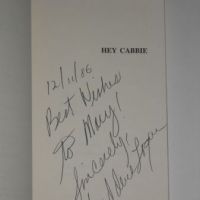 HEY CABBIE
12/11/86
Best Wishes
to Mary!
Sincerely,